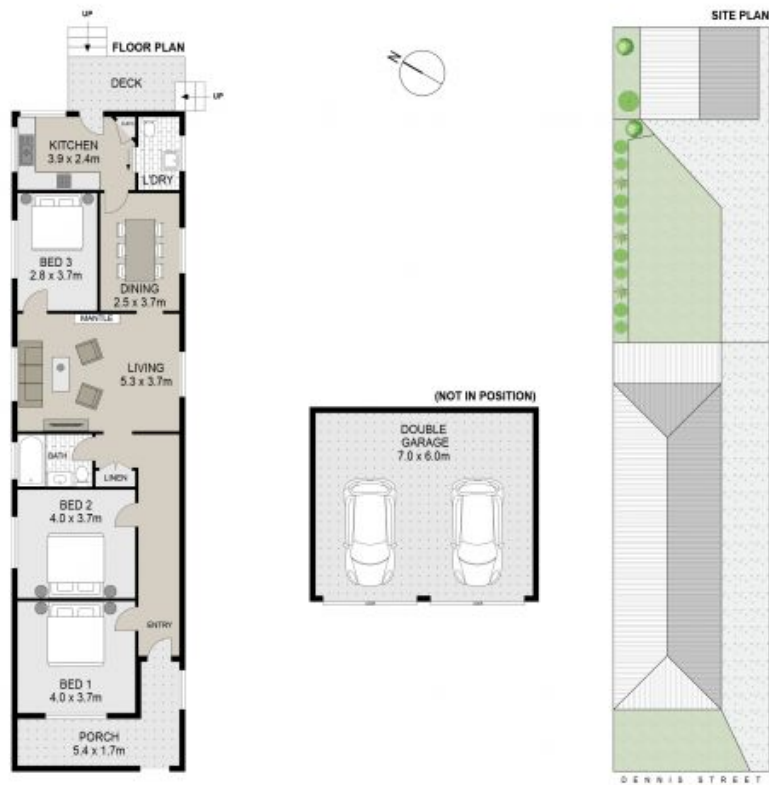 UP
FLOOR PLAN
DECK
UP
KITCHEN
3.9 x 2.4m
L'DRY
BED 3
2.8 x 3.7m
DINING
2.5 x 3.7m
MANTLE
LIVING
5.3 x 3.7m
BATH
LINEN
BED 2
4.0 x 3.7m
ENTRY
BED 1
4.0 x 3.7m
PORCH
5.4 x 1.7m
N
(NOT IN POSITION)
DOUBLE
GARAGE
7.0 x 6.0m
SITE PLAN
DENNIS STREET